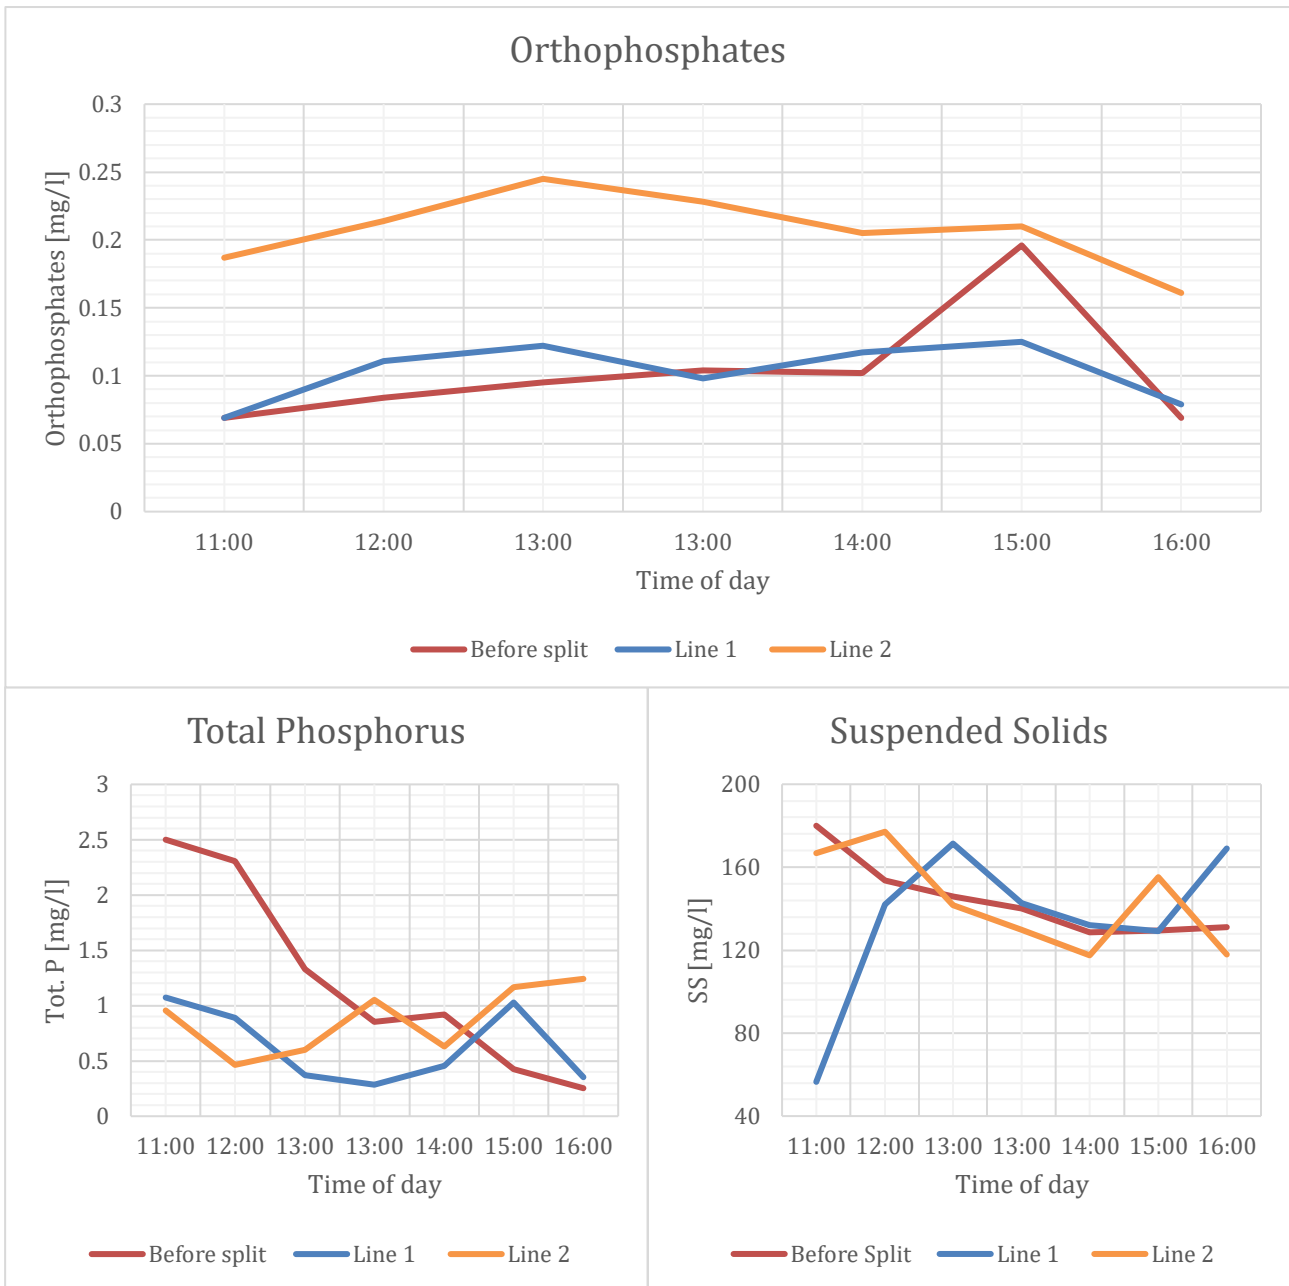 Orthophosphates
Orthophosphates [mg/l]
0.3
0.25
0.2
0.15
0.1
0.05
0
11:00 12:00 13:00 13:00 14:00 15:00 16:00
Time of day
Before split Line 1 Line 2
Total Phosphorus
Tot. P [mg/l]
3
2.5
2
1.5
1
0.5
0
11:00 12:00 13:00 13:00 14:00 15:00 16:00
Time of day
Before split Line 1 Line 2
Suspended Solids
SS [mg/l]
200
160
120
80
40
11:00 12:00 13:00 13:00 14:00 15:00 16:00
Time of day
Before Split Line 1 Line 2